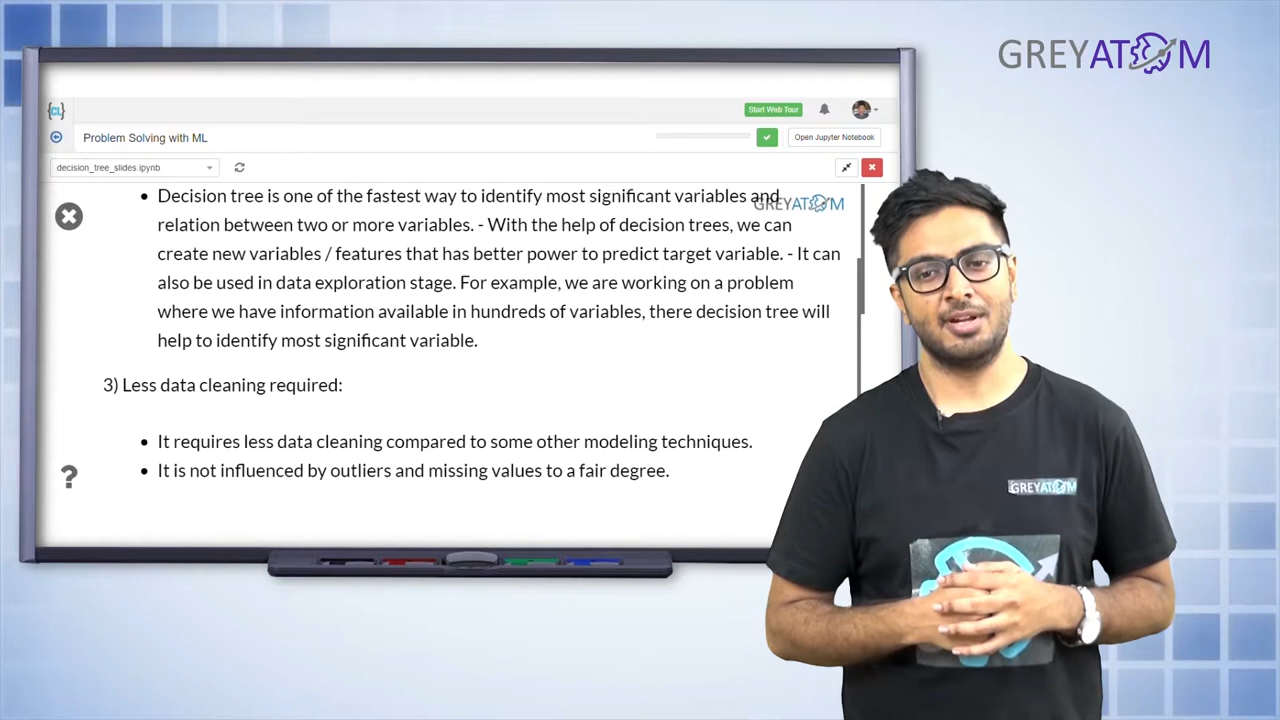 GREYATOM
{CL}
Start Web Tour
Problem Solving with ML
Open Jupyter Notebook
decision_tree_slides.ipynb
• Decision tree is one of the fastest way to identify most significant variables and
GREYATOM
relation between two or more variables. - With the help of decision trees, we can
create new variables / features that has better power to predict target variable. - It can
also be used in data exploration stage. For example, we are working on a problem
where we have information available in hundreds of variables, there decision tree will
help to identify most significant variable.
3) Less data cleaning required:
• It requires less data cleaning compared to some other modeling techniques.
• It is not influenced by outliers and missing values to a fair degree.
?
GREYATOM